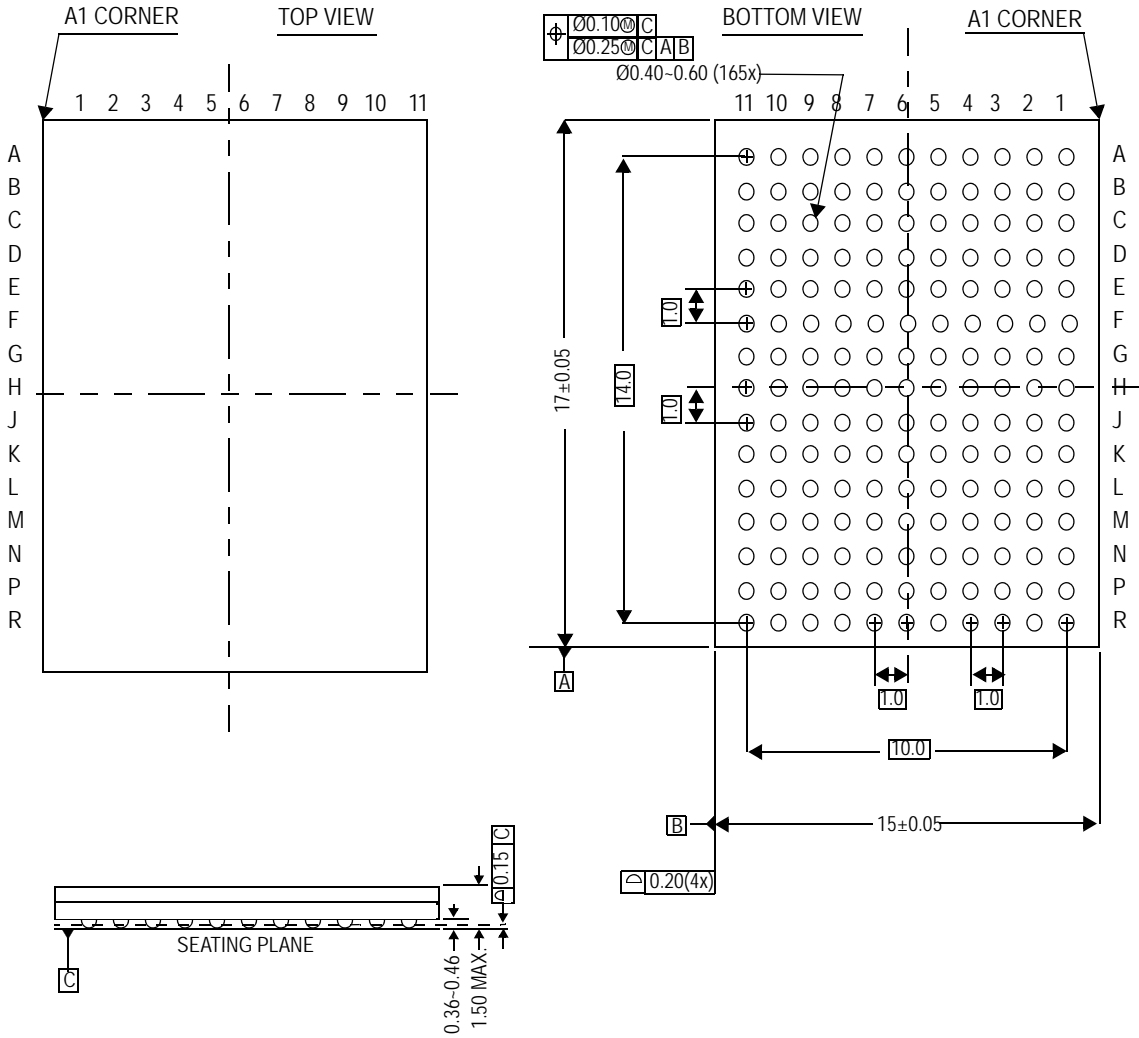 A1 CORNER
TOP VIEW
Ø0.10Ⓜ C
Ø0.25Ⓜ C A B
BOTTOM VIEW
A1 CORNER
Ø0.40~0.60 (165x)
1 2 3 4 5 6 7 8 9 10 11
11 10 9 8 7 6 5 4 3 2 1
A
B
C
D
E
F
G
H
J
K
L
M
N
P
R
17±0.05
14.0
1.0
1.0
A
B
C
D
E
F
G
H
J
K
L
M
N
P
R
A
1.0
1.0
10.0
B
15±0.05
0.20(4x)
0.15 C
SEATING PLANE
C
0.36~0.46
1.50 MAX.